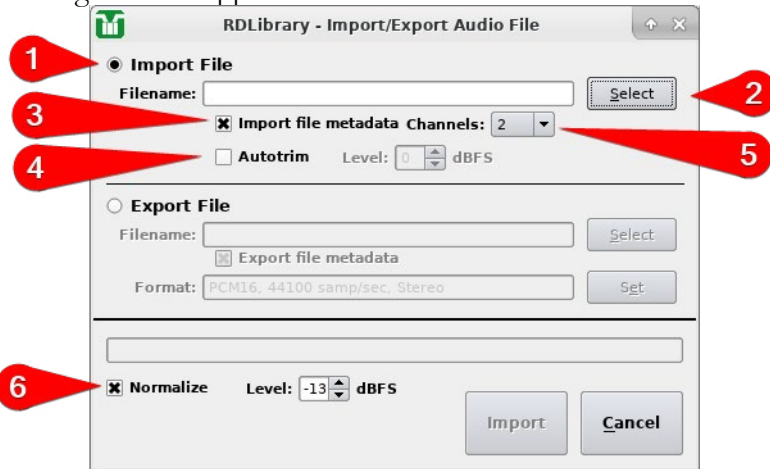 RDLibrary - Import/Export Audio File
1
Import File
Filename: Select
2
3
Import file metadata Channels: 2
4
Autotrim Level: 0 dBFS
5
Export File
Filename: Select
Export file metadata
Format: PCM16, 44100 samp/sec, Stereo Set
6
Normalize Level: -13 dBFS
Import Cancel